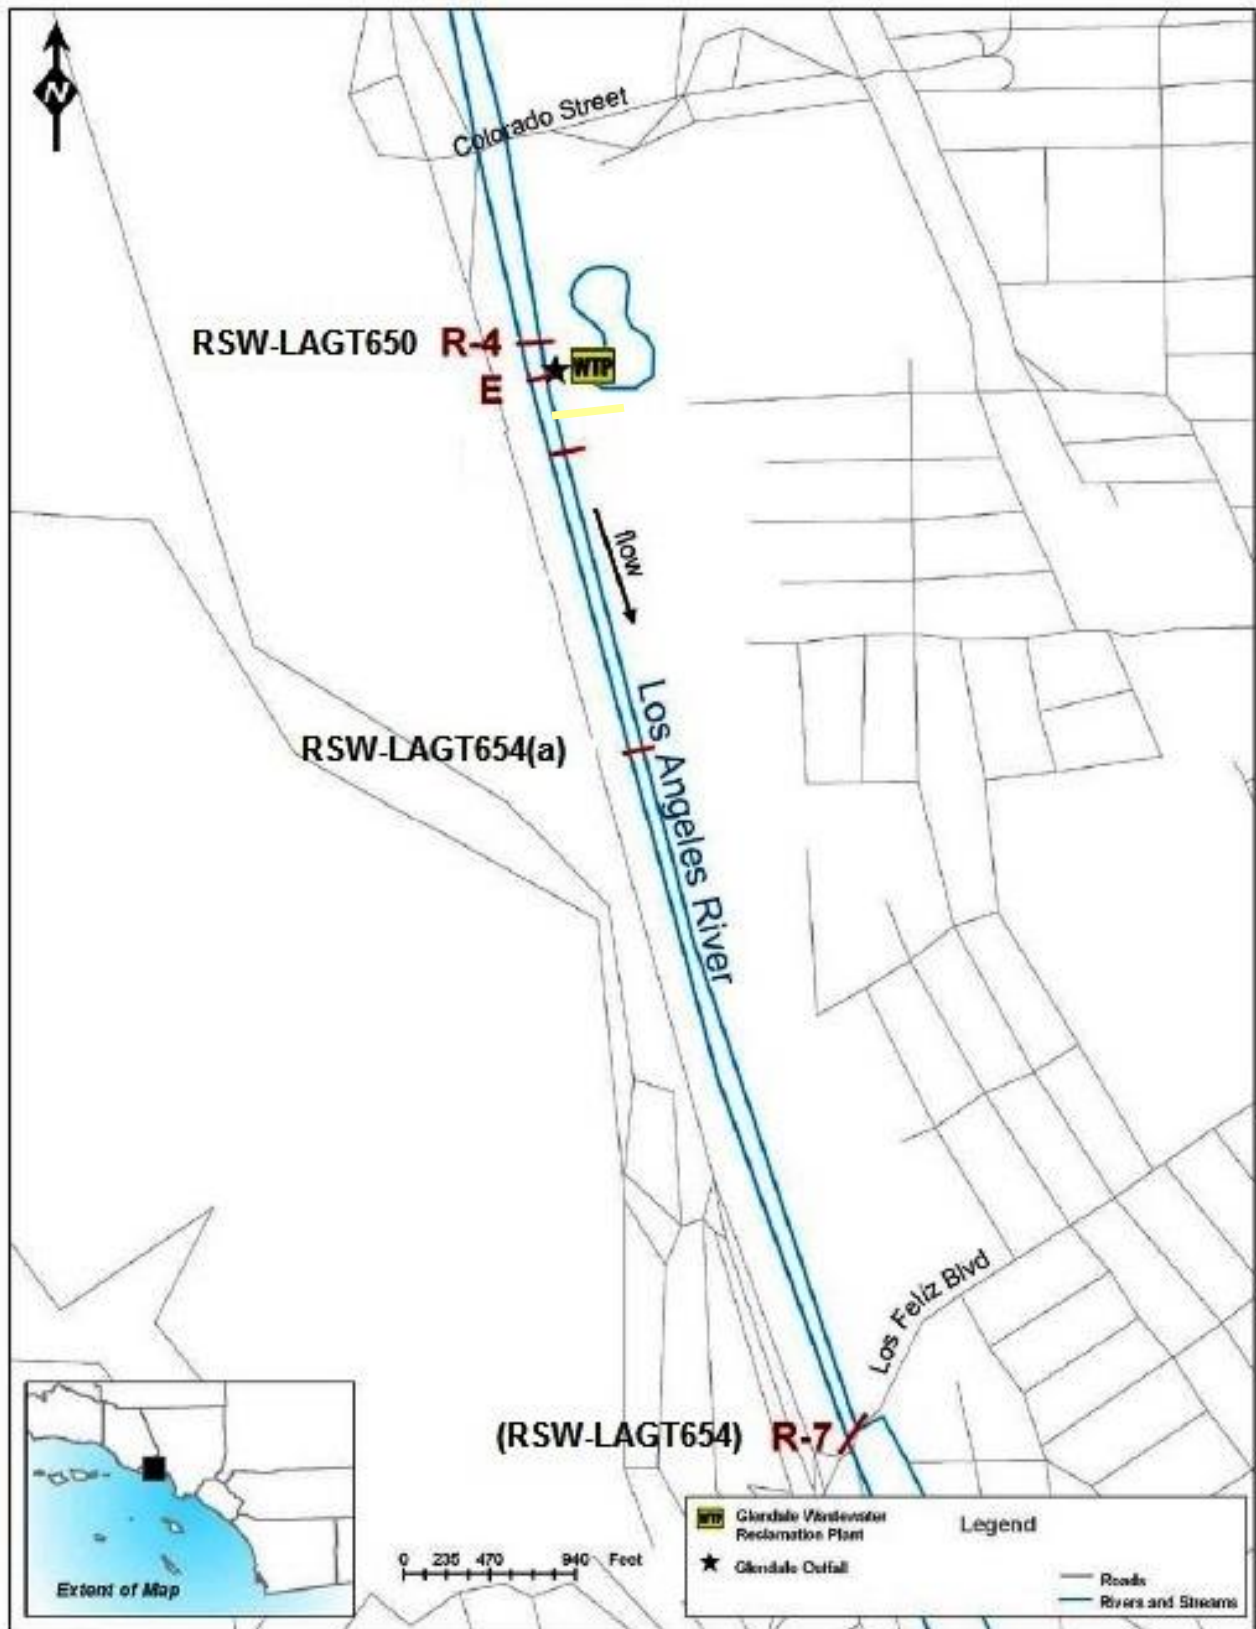 N
Colorado Street
RSW-LAGT650 R-4
WTP
E
flow
Los Angeles River
RSW-LAGT654(a)
Los Feliz Blvd
(RSW-LAGT654) R-7
Extent of Map
0 235 470 940 Feet
Legend
WTP Glendale Wastewater
Reclamation Plant
Glendale Outfall
Roads
Rivers and Streams